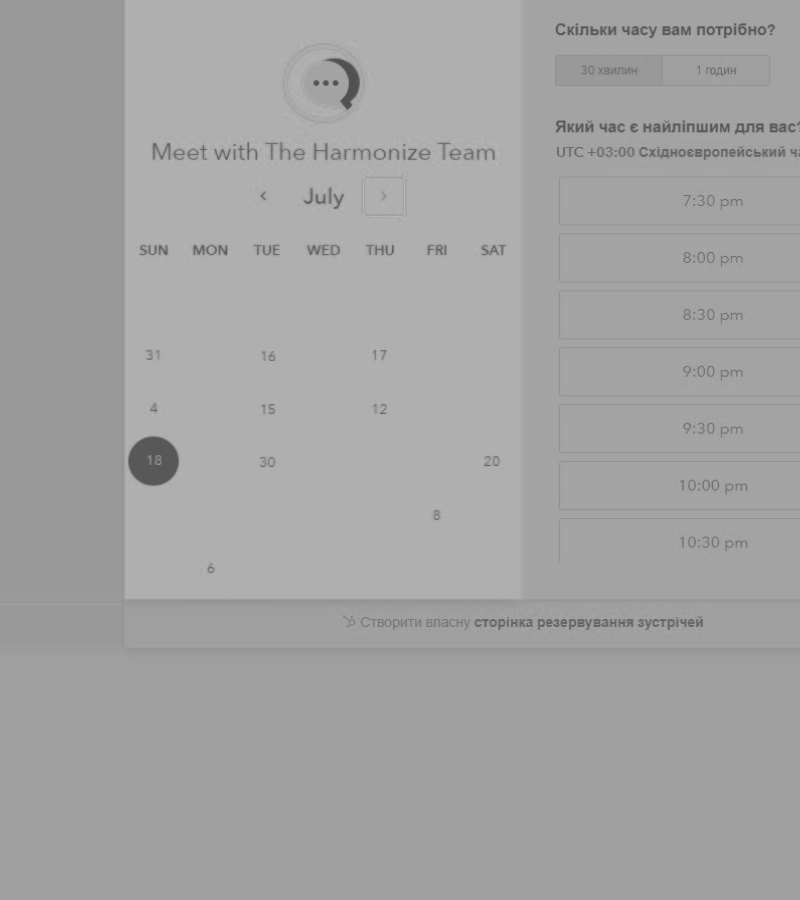 Meet with The Harmonize Team
‹ July ›
SUN MON TUE WED THU FRI SAT
31 16 17
4 15 12
18 30 20
8
6
Скільки часу вам потрібно?
30 хвилин 1 годин
Який час є найліпшим для вас?
UTC +03:00 Східноєвропейський ча
7:30 pm
8:00 pm
8:30 pm
9:00 pm
9:30 pm
10:00 pm
10:30 pm
Створити власну сторінка резервування зустрічей